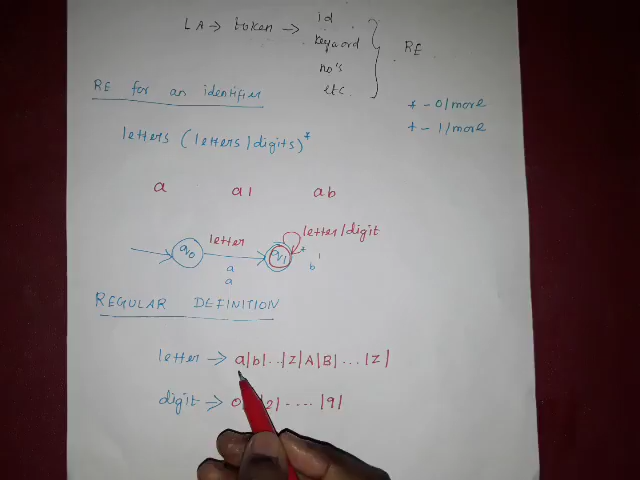 LA → token → id
keyword
no's
etc.
RE
RE for an identifier
* - 0/more
+ - 1/more
letters (letters/digits)*
a a1 ab
q0 letter q1 letter/digit
a
a
b
REGULAR DEFINITION
letter → a|b|...|z|A|B|...|Z|
digit → 0 2|....|9|